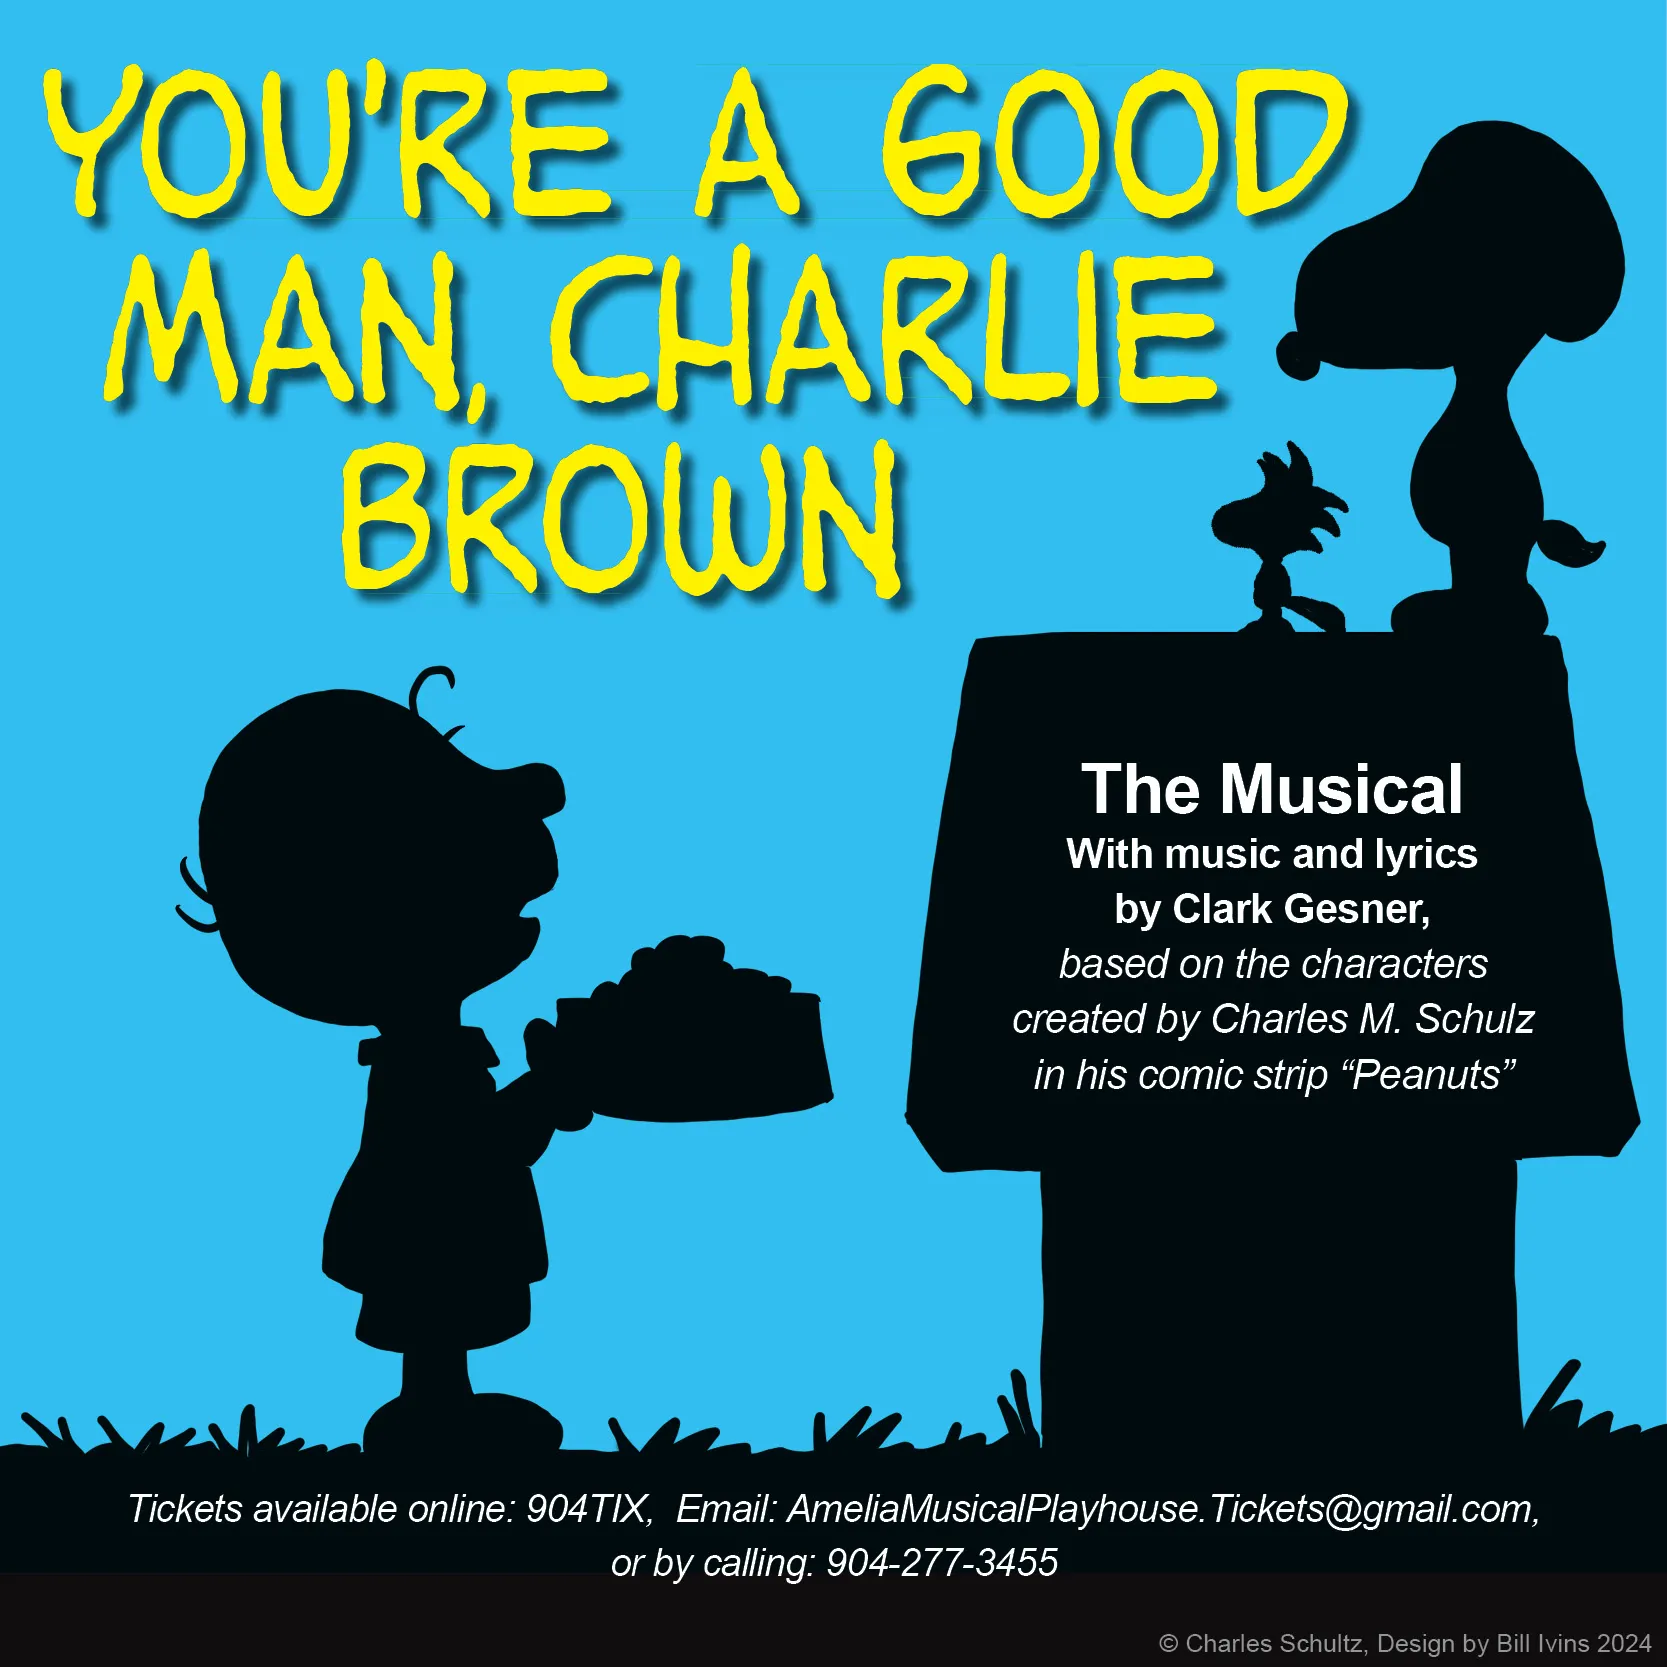 YOU'RE A GOOD
MAN, CHARLIE
BROWN
The Musical
With music and lyrics
by Clark Gesner,
based on the characters
created by Charles M. Schulz
in his comic strip “Peanuts”
Tickets available online: 904TIX,  Email: AmeliaMusicalPlayhouse.Tickets@gmail.com,
or by calling: 904-277-3455
© Charles Schultz, Design by Bill Ivins 2024